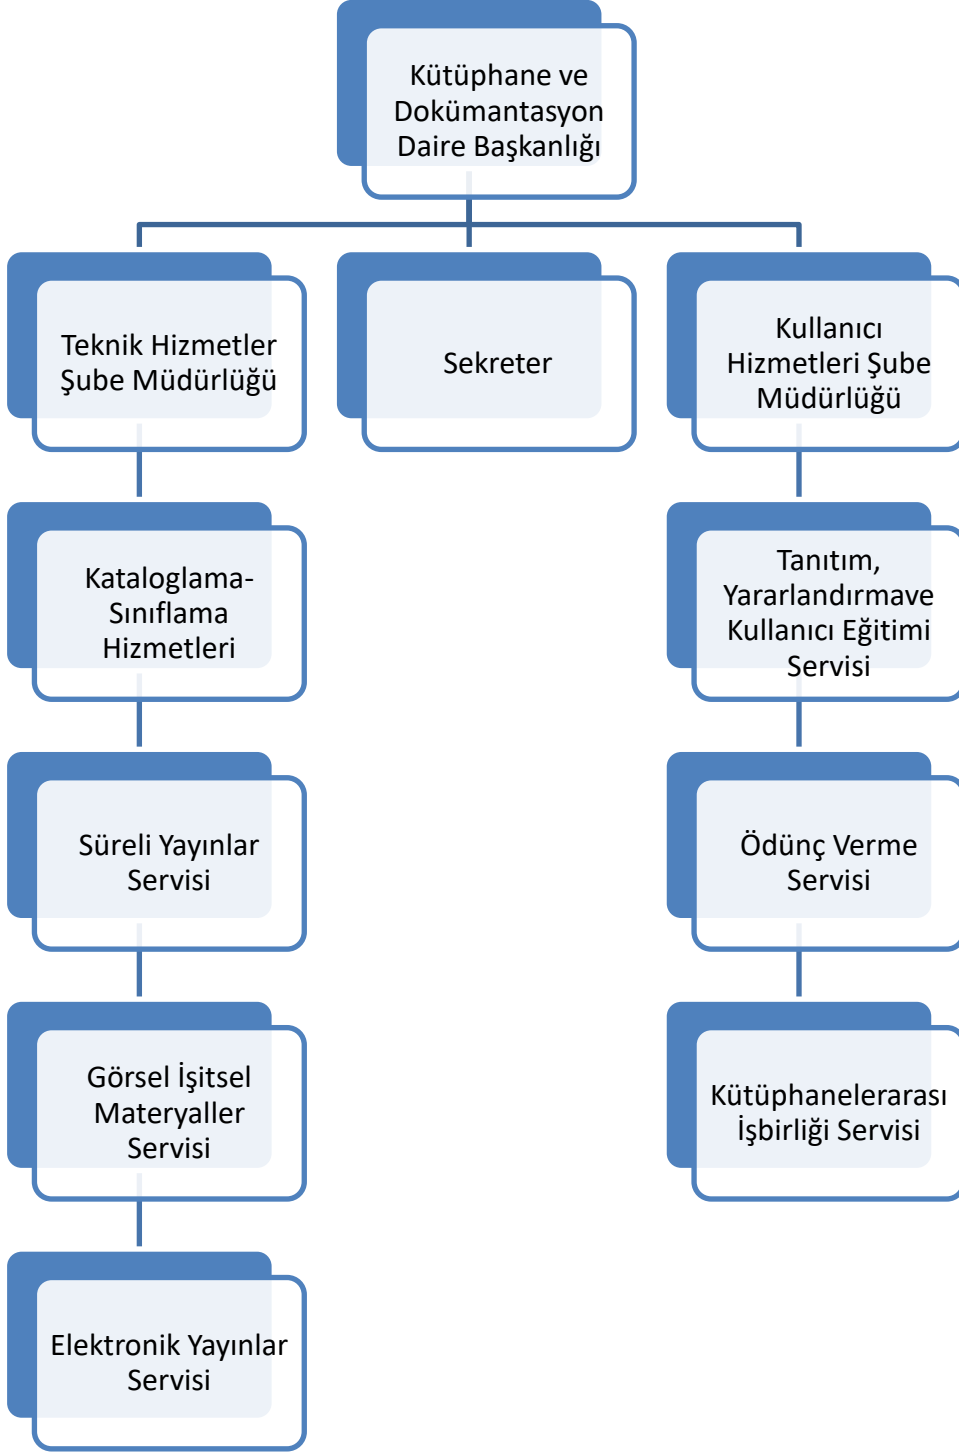 Kütüphane ve
Dokümantasyon
Daire Başkanlığı
Teknik Hizmetler
Şube Müdürlüğü
Sekreter
Kullanıcı
Hizmetleri Şube
Müdürlüğü
Kataloglama-
Sınıflama
Hizmetleri
Tanıtım,
Yararlandırmave
Kullanıcı Eğitimi
Servisi
Süreli Yayınlar
Servisi
Ödünç Verme
Servisi
Görsel İşitsel
Materyaller
Servisi
Kütüphanelerarası
İşbirliği Servisi
Elektronik Yayınlar
Servisi